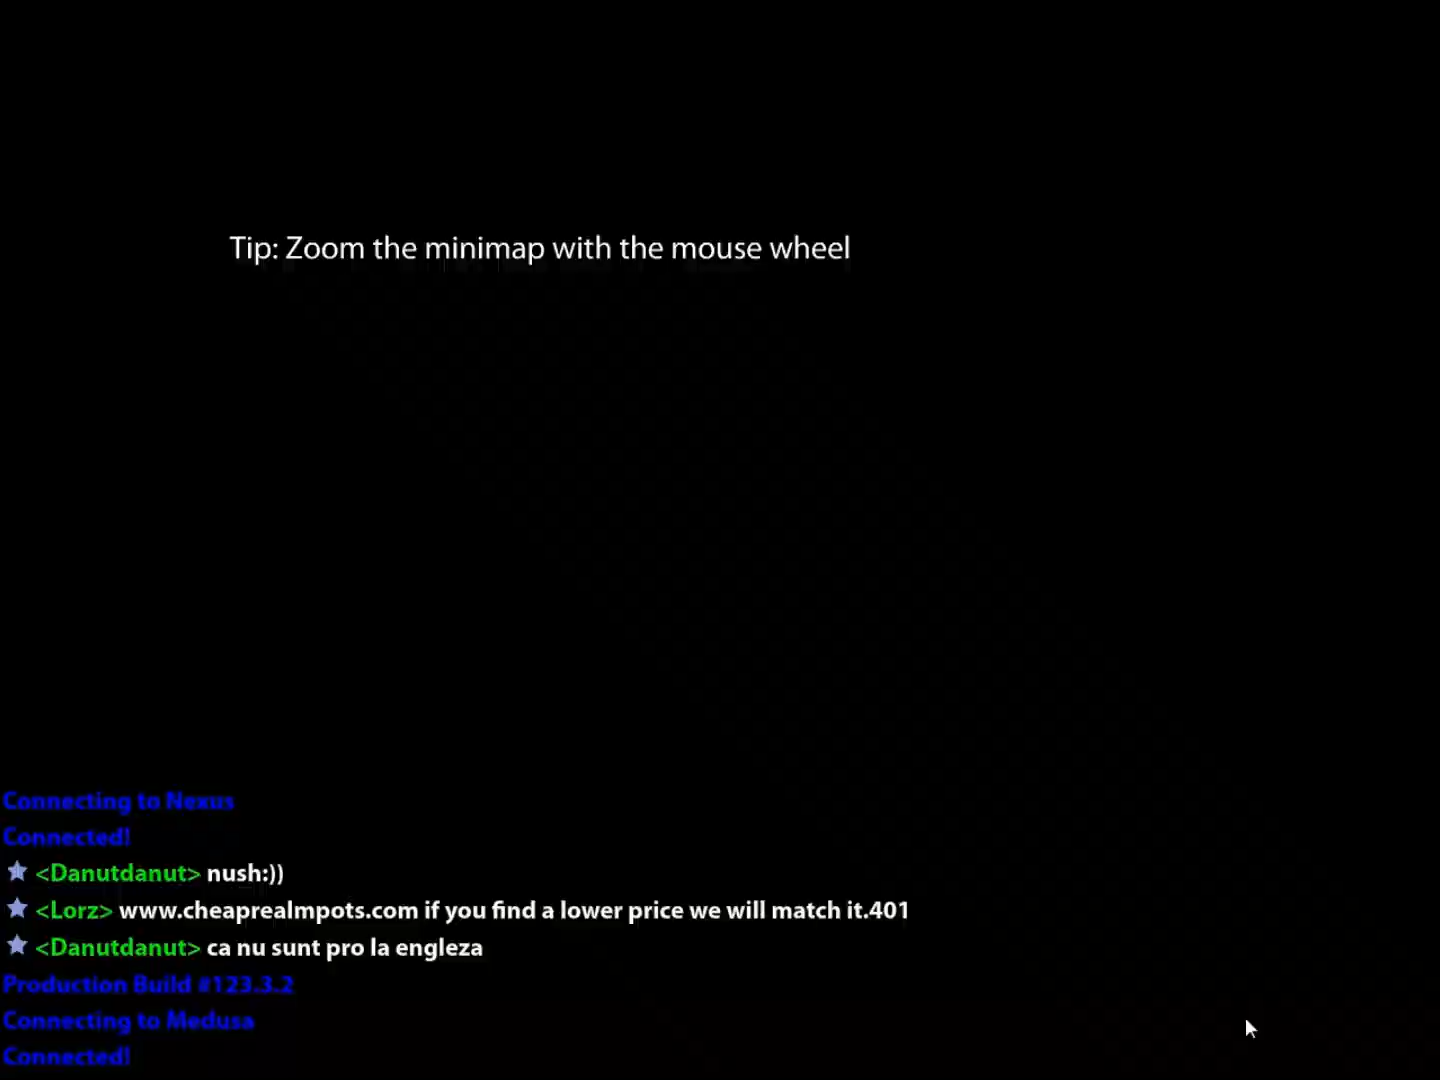 Tip: Zoom the minimap with the mouse wheel
Connecting to Nexus
Connected!
<Danutdanut> nush:))
<Lorz> www.cheaprealmpots.com if you find a lower price we will match it.401
<Danutdanut> ca nu sunt pro la engleza
Production Build #123.3.2
Connecting to Medusa
Connected!